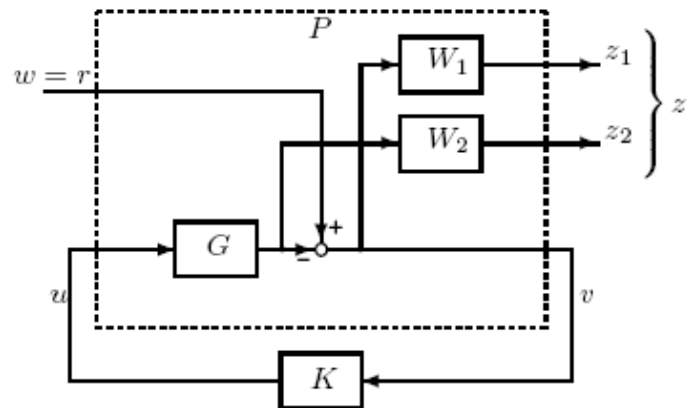 P
w = r
W₁
z₁
z
W₂
z₂
+
G
−
u
v
K